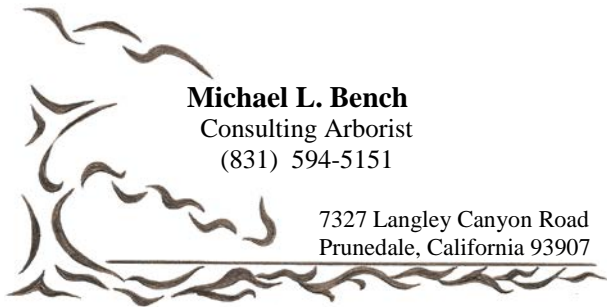 Michael L. Bench
Consulting Arborist
(831) 594-5151
7327 Langley Canyon Road
Prunedale, California 93907